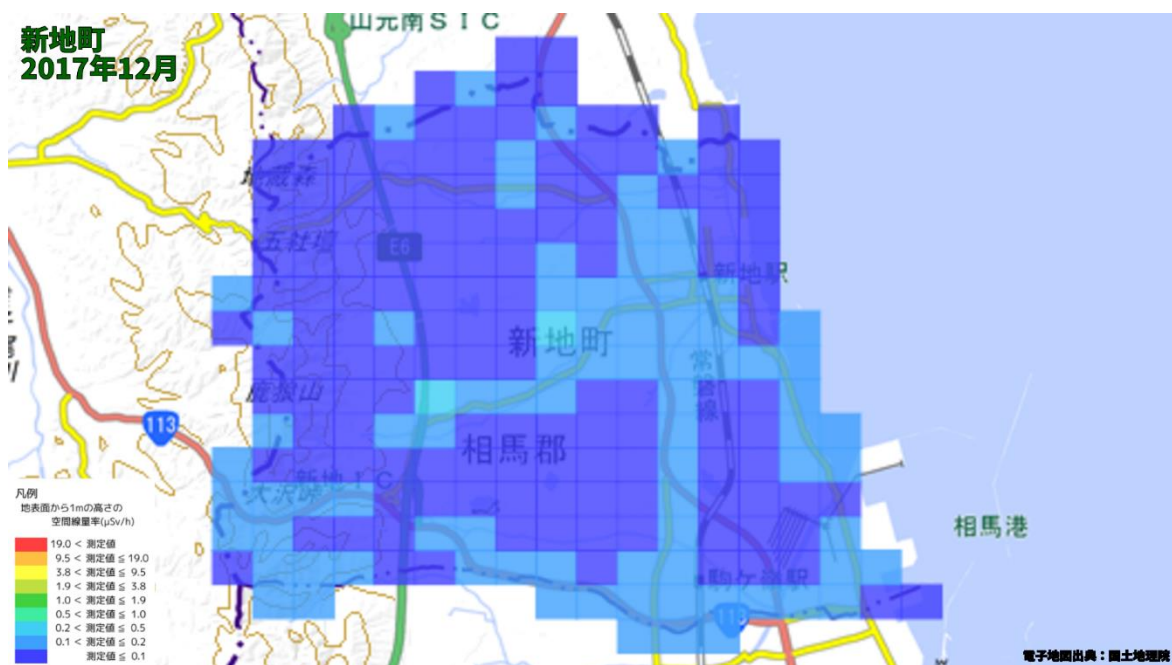 新地町
2017年12月
山元南SIC
地蔵森
五社壇
E6
新地駅
新地町
常磐線
鹿狼山
113
相馬郡
新地IC
大沢峠
相馬港
駒ヶ嶺駅
113
凡例
地表面から1mの高さの
空間線量率(μSv/h)
19.0 < 測定値
9.5 < 測定値 ≤ 19.0
3.8 < 測定値 ≤ 9.5
1.9 < 測定値 ≤ 3.8
1.0 < 測定値 ≤ 1.9
0.5 < 測定値 ≤ 1.0
0.2 < 測定値 ≤ 0.5
0.1 < 測定値 ≤ 0.2
測定値 ≤ 0.1
電子地図出典:国土地理院